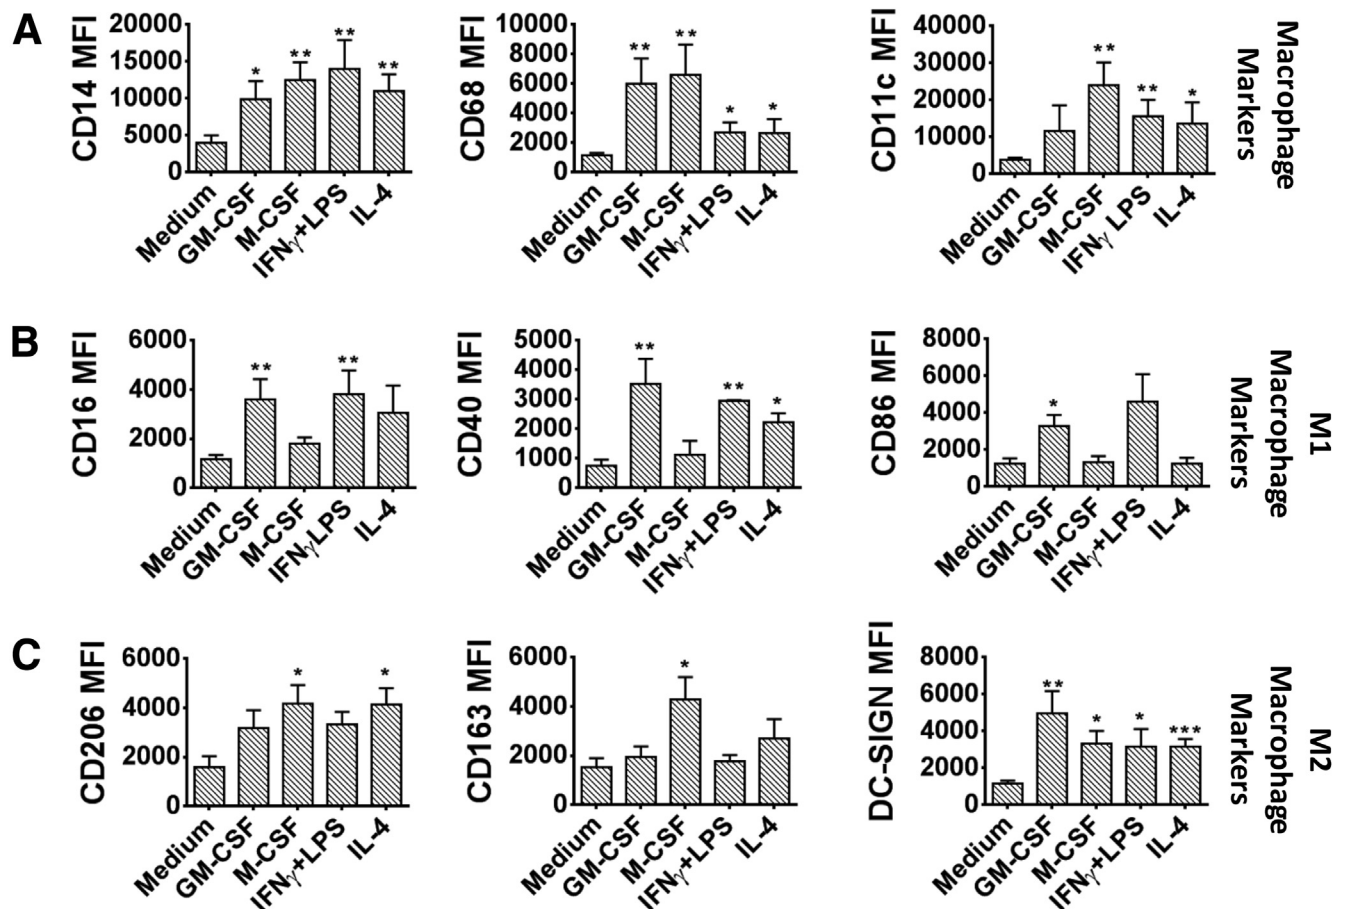 A
CD14 MFI
20000
15000
10000
5000
0
*
**
**
**
Medium
GM-CSF
M-CSF
IFNγ+LPS
IL-4
CD68 MFI
10000
8000
6000
4000
2000
0
**
**
*
*
Medium
GM-CSF
M-CSF
IFNγ+LPS
IL-4
CD11c MFI
40000
30000
20000
10000
0
**
**
*
Medium
GM-CSF
M-CSF
IFNγ LPS
IL-4
Macrophage
Markers
B
CD16 MFI
6000
4000
2000
0
**
**
Medium
GM-CSF
M-CSF
IFNγ LPS
IL-4
CD40 MFI
5000
4000
3000
2000
1000
0
**
**
*
Medium
GM-CSF
M-CSF
IFNγ+LPS
IL-4
CD86 MFI
8000
6000
4000
2000
0
*
Medium
GM-CSF
M-CSF
IFNγ+LPS
IL-4
M1
Macrophage
Markers
C
CD206 MFI
6000
4000
2000
0
*
*
Medium
GM-CSF
M-CSF
IFNγ+LPS
IL-4
CD163 MFI
6000
4000
2000
0
*
Medium
GM-CSF
M-CSF
IFNγ+LPS
IL-4
DC-SIGN MFI
8000
6000
4000
2000
0
**
*
*
***
Medium
GM-CSF
M-CSF
IFNγ+LPS
IL-4
M2
Macrophage
Markers